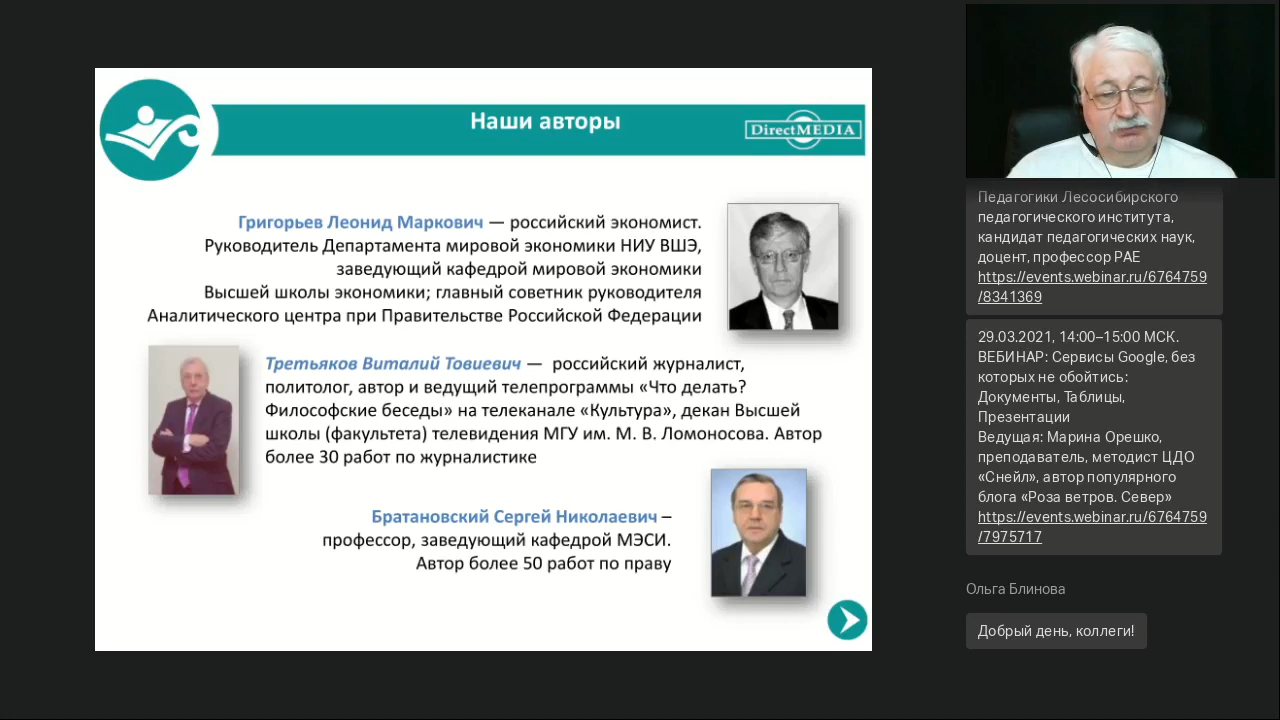 Наши авторы
DirectMEDIA
Григорьев Леонид Маркович — российский экономист.
Руководитель Департамента мировой экономики НИУ ВШЭ,
заведующий кафедрой мировой экономики
Высшей школы экономики; главный советник руководителя
Аналитического центра при Правительстве Российской Федерации
Третьяков Виталий Товиевич — российский журналист,
политолог, автор и ведущий телепрограммы «Что делать?
Философские беседы» на телеканале «Культура», декан Высшей
школы (факультета) телевидения МГУ им. М. В. Ломоносова. Автор
более 30 работ по журналистике
Братановский Сергей Николаевич –
профессор, заведующий кафедрой МЭСИ.
Автор более 50 работ по праву
Педагогики Лесосибирского
педагогического института,
кандидат педагогических наук,
доцент, профессор РАЕ
https://events.webinar.ru/6764759
/8341369
29.03.2021, 14:00–15:00 МСК.
ВЕБИНАР: Сервисы Google, без
которых не обойтись:
Документы, Таблицы,
Презентации
Ведущая: Марина Орешко,
преподаватель, методист ЦДО
«Снейл», автор популярного
блога «Роза ветров. Север»
https://events.webinar.ru/6764759
/7975717
Ольга Блинова
Добрый день, коллеги!